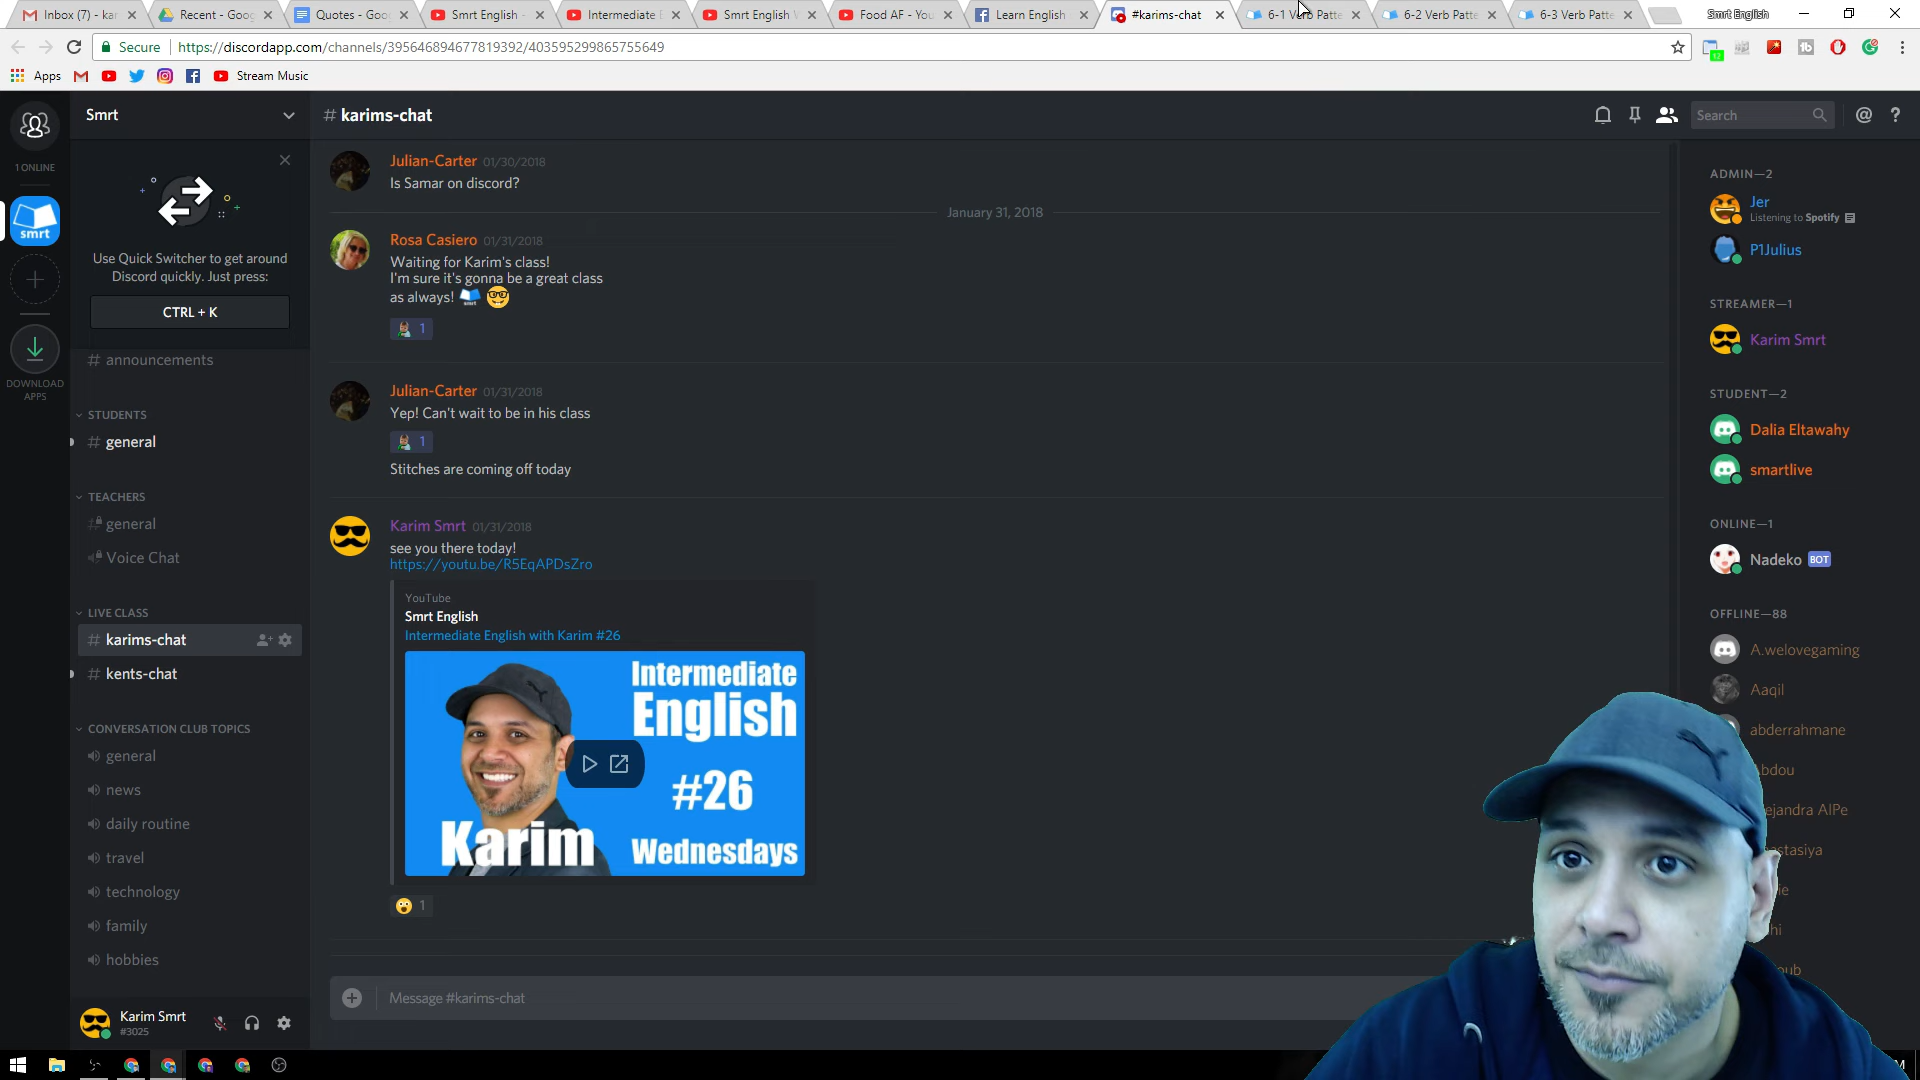 Inbox (7) - kar
Recent - Goog
Quotes - Goo
Smrt English -
Intermediate E
Smrt English V
Food AF - You
Learn English
#karims-chat
6-1 Verb Patte
6-2 Verb Patte
6-3 Verb Patte
Smrt English
Secure
https://discordapp.com/channels/395646894677819392/403595299865755649
Apps
Stream Music
Smrt
# karims-chat
Search
1 ONLINE
smrt
DOWNLOAD
APPS
Use Quick Switcher to get around
Discord quickly. Just press:
CTRL + K
# announcements
STUDENTS
# general
TEACHERS
# general
Voice Chat
LIVE CLASS
# karims-chat
# kents-chat
CONVERSATION CLUB TOPICS
general
news
daily routine
travel
technology
family
hobbies
Karim Smrt
#3025
Julian-Carter 01/30/2018
Is Samar on discord?
January 31, 2018
Rosa Casiero 01/31/2018
Waiting for Karim's class!
I'm sure it's gonna be a great class
as always!
1
Julian-Carter 01/31/2018
Yep! Can't wait to be in his class
1
Stitches are coming off today
Karim Smrt 01/31/2018
see you there today!
https://youtu.be/R5EqAPDsZro
YouTube
Smrt English
Intermediate English with Karim #26
Intermediate
English
#26
Karim
Wednesdays
1
Message #karims-chat
ADMIN—2
Jer
Listening to Spotify
P1Julius
STREAMER—1
Karim Smrt
STUDENT—2
Dalia Eltawahy
smartlive
ONLINE—1
Nadeko BOT
OFFLINE—88
A.welovegaming
Aaqil
abderrahmane
bdou
ejandra AlPe
astasiya